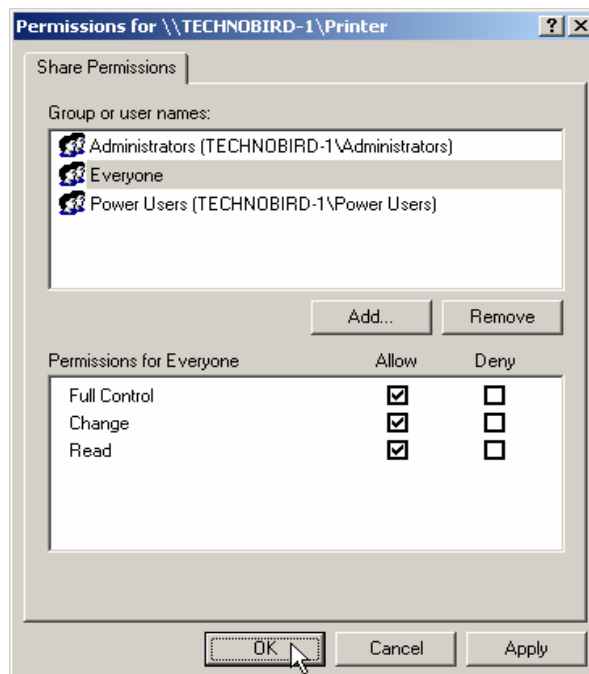 Permissions for \\TECHNOBIRD-1\Printer
Share Permissions
Group or user names:
Administrators (TECHNOBIRD-1\Administrators)
Everyone
Power Users (TECHNOBIRD-1\Power Users)
Add... Remove
Permissions for Everyone Allow Deny
Full Control
Change
Read
OK Cancel Apply